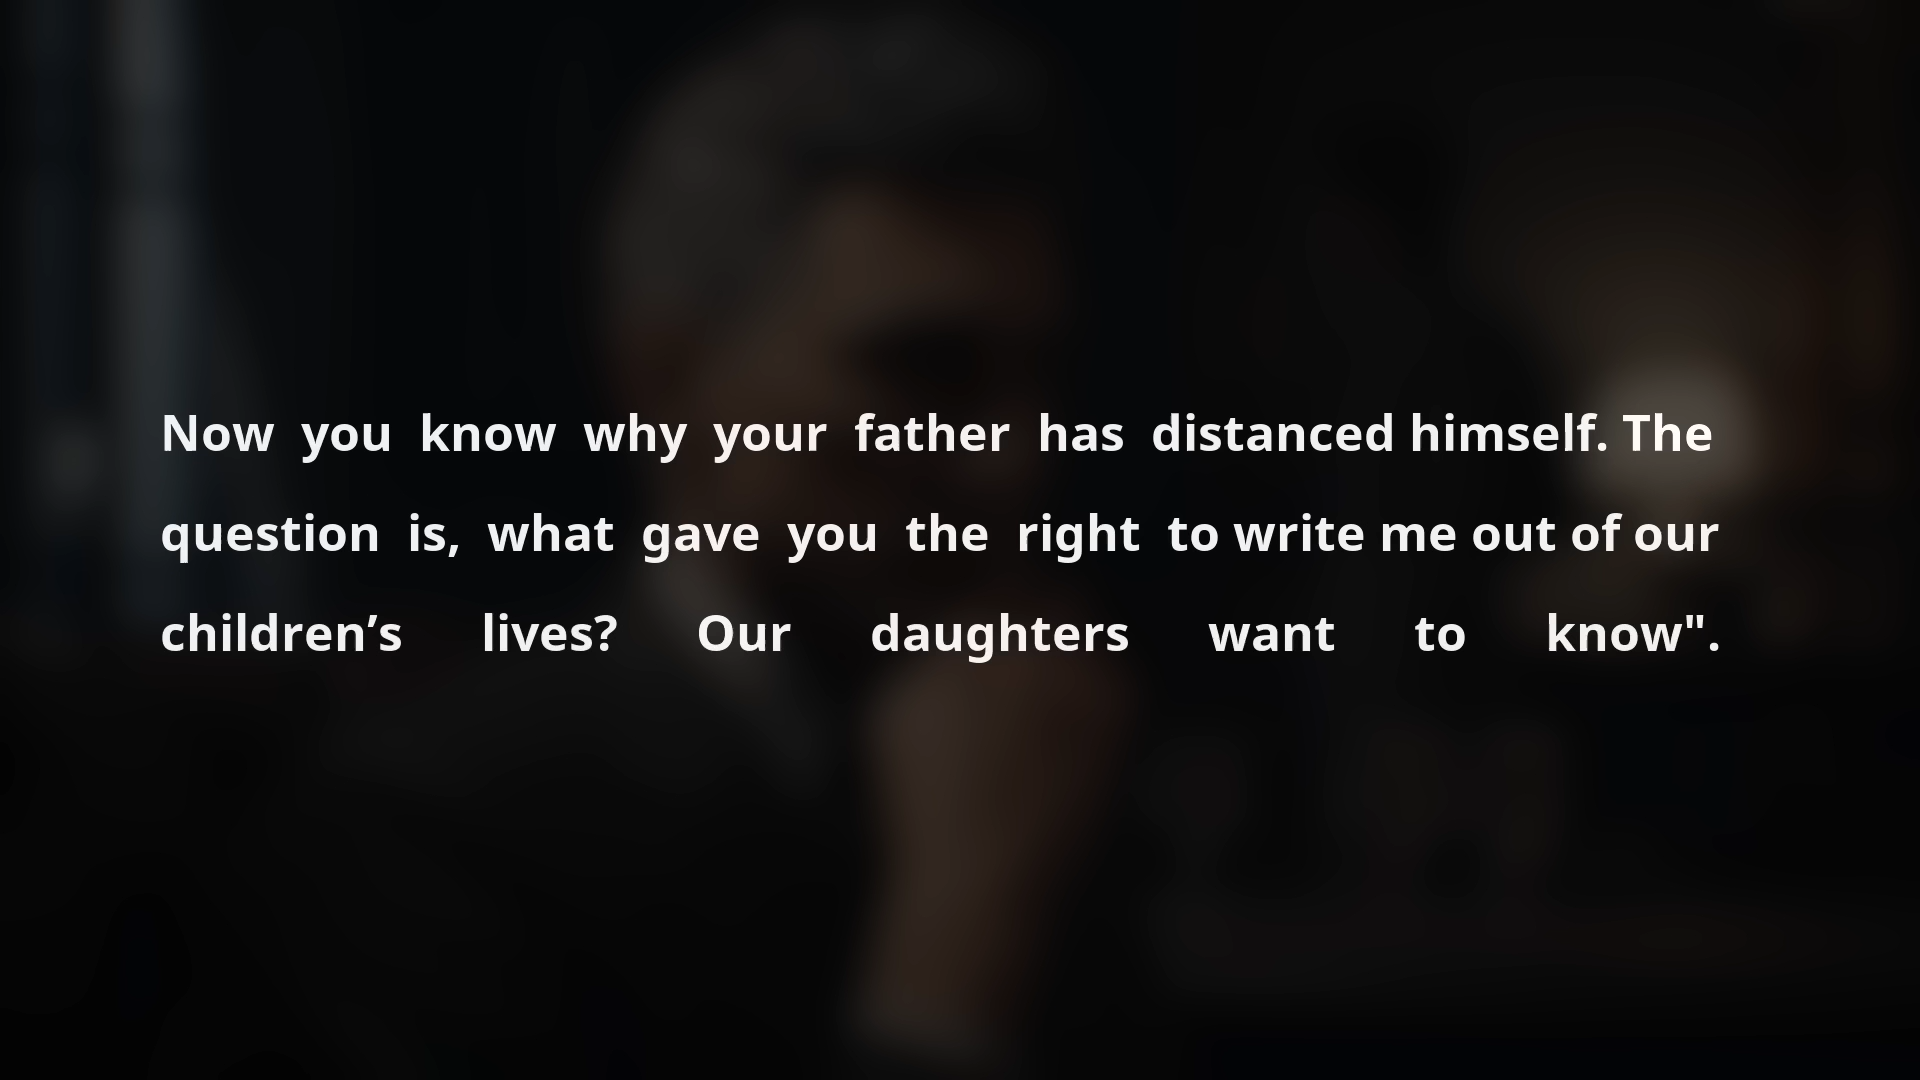 Now you know why your father has distanced himself. The
question is, what gave you the right to write me out of our
children’s lives? Our daughters want to know".